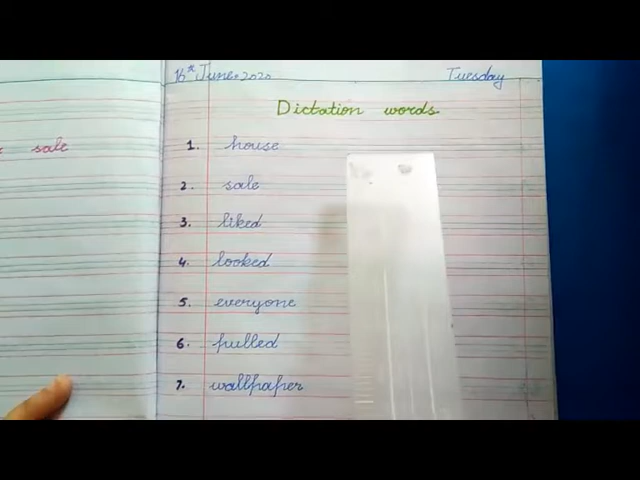 16th June, 2020 Tuesday
Dictation words
sale
1. house
2. sale
3. liked
4. looked
5. everyone
6. pulled
7. wallpaper